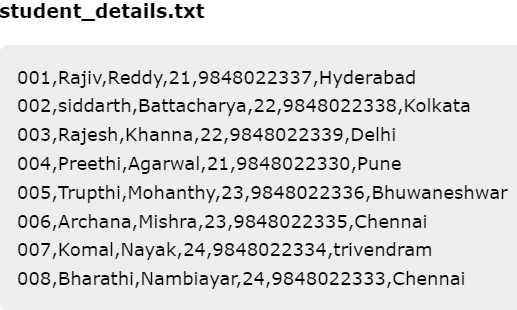 student_details.txt
001,Rajiv,Reddy,21,9848022337,Hyderabad
002,siddarth,Battacharya,22,9848022338,Kolkata
003,Rajesh,Khanna,22,9848022339,Delhi
004,Preethi,Agarwal,21,9848022330,Pune
005,Trupthi,Mohanthy,23,9848022336,Bhuwaneshwar
006,Archana,Mishra,23,9848022335,Chennai
007,Komal,Nayak,24,9848022334,trivendram
008,Bharathi,Nambiayar,24,9848022333,Chennai